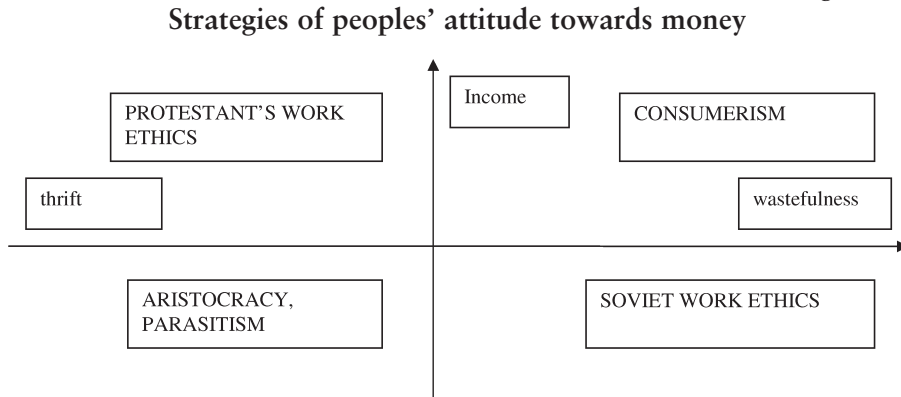 Strategies of peoples’ attitude towards money
Income
PROTESTANT’S WORK
ETHICS
CONSUMERISM
thrift
wastefulness
ARISTOCRACY,
PARASITISM
SOVIET WORK ETHICS